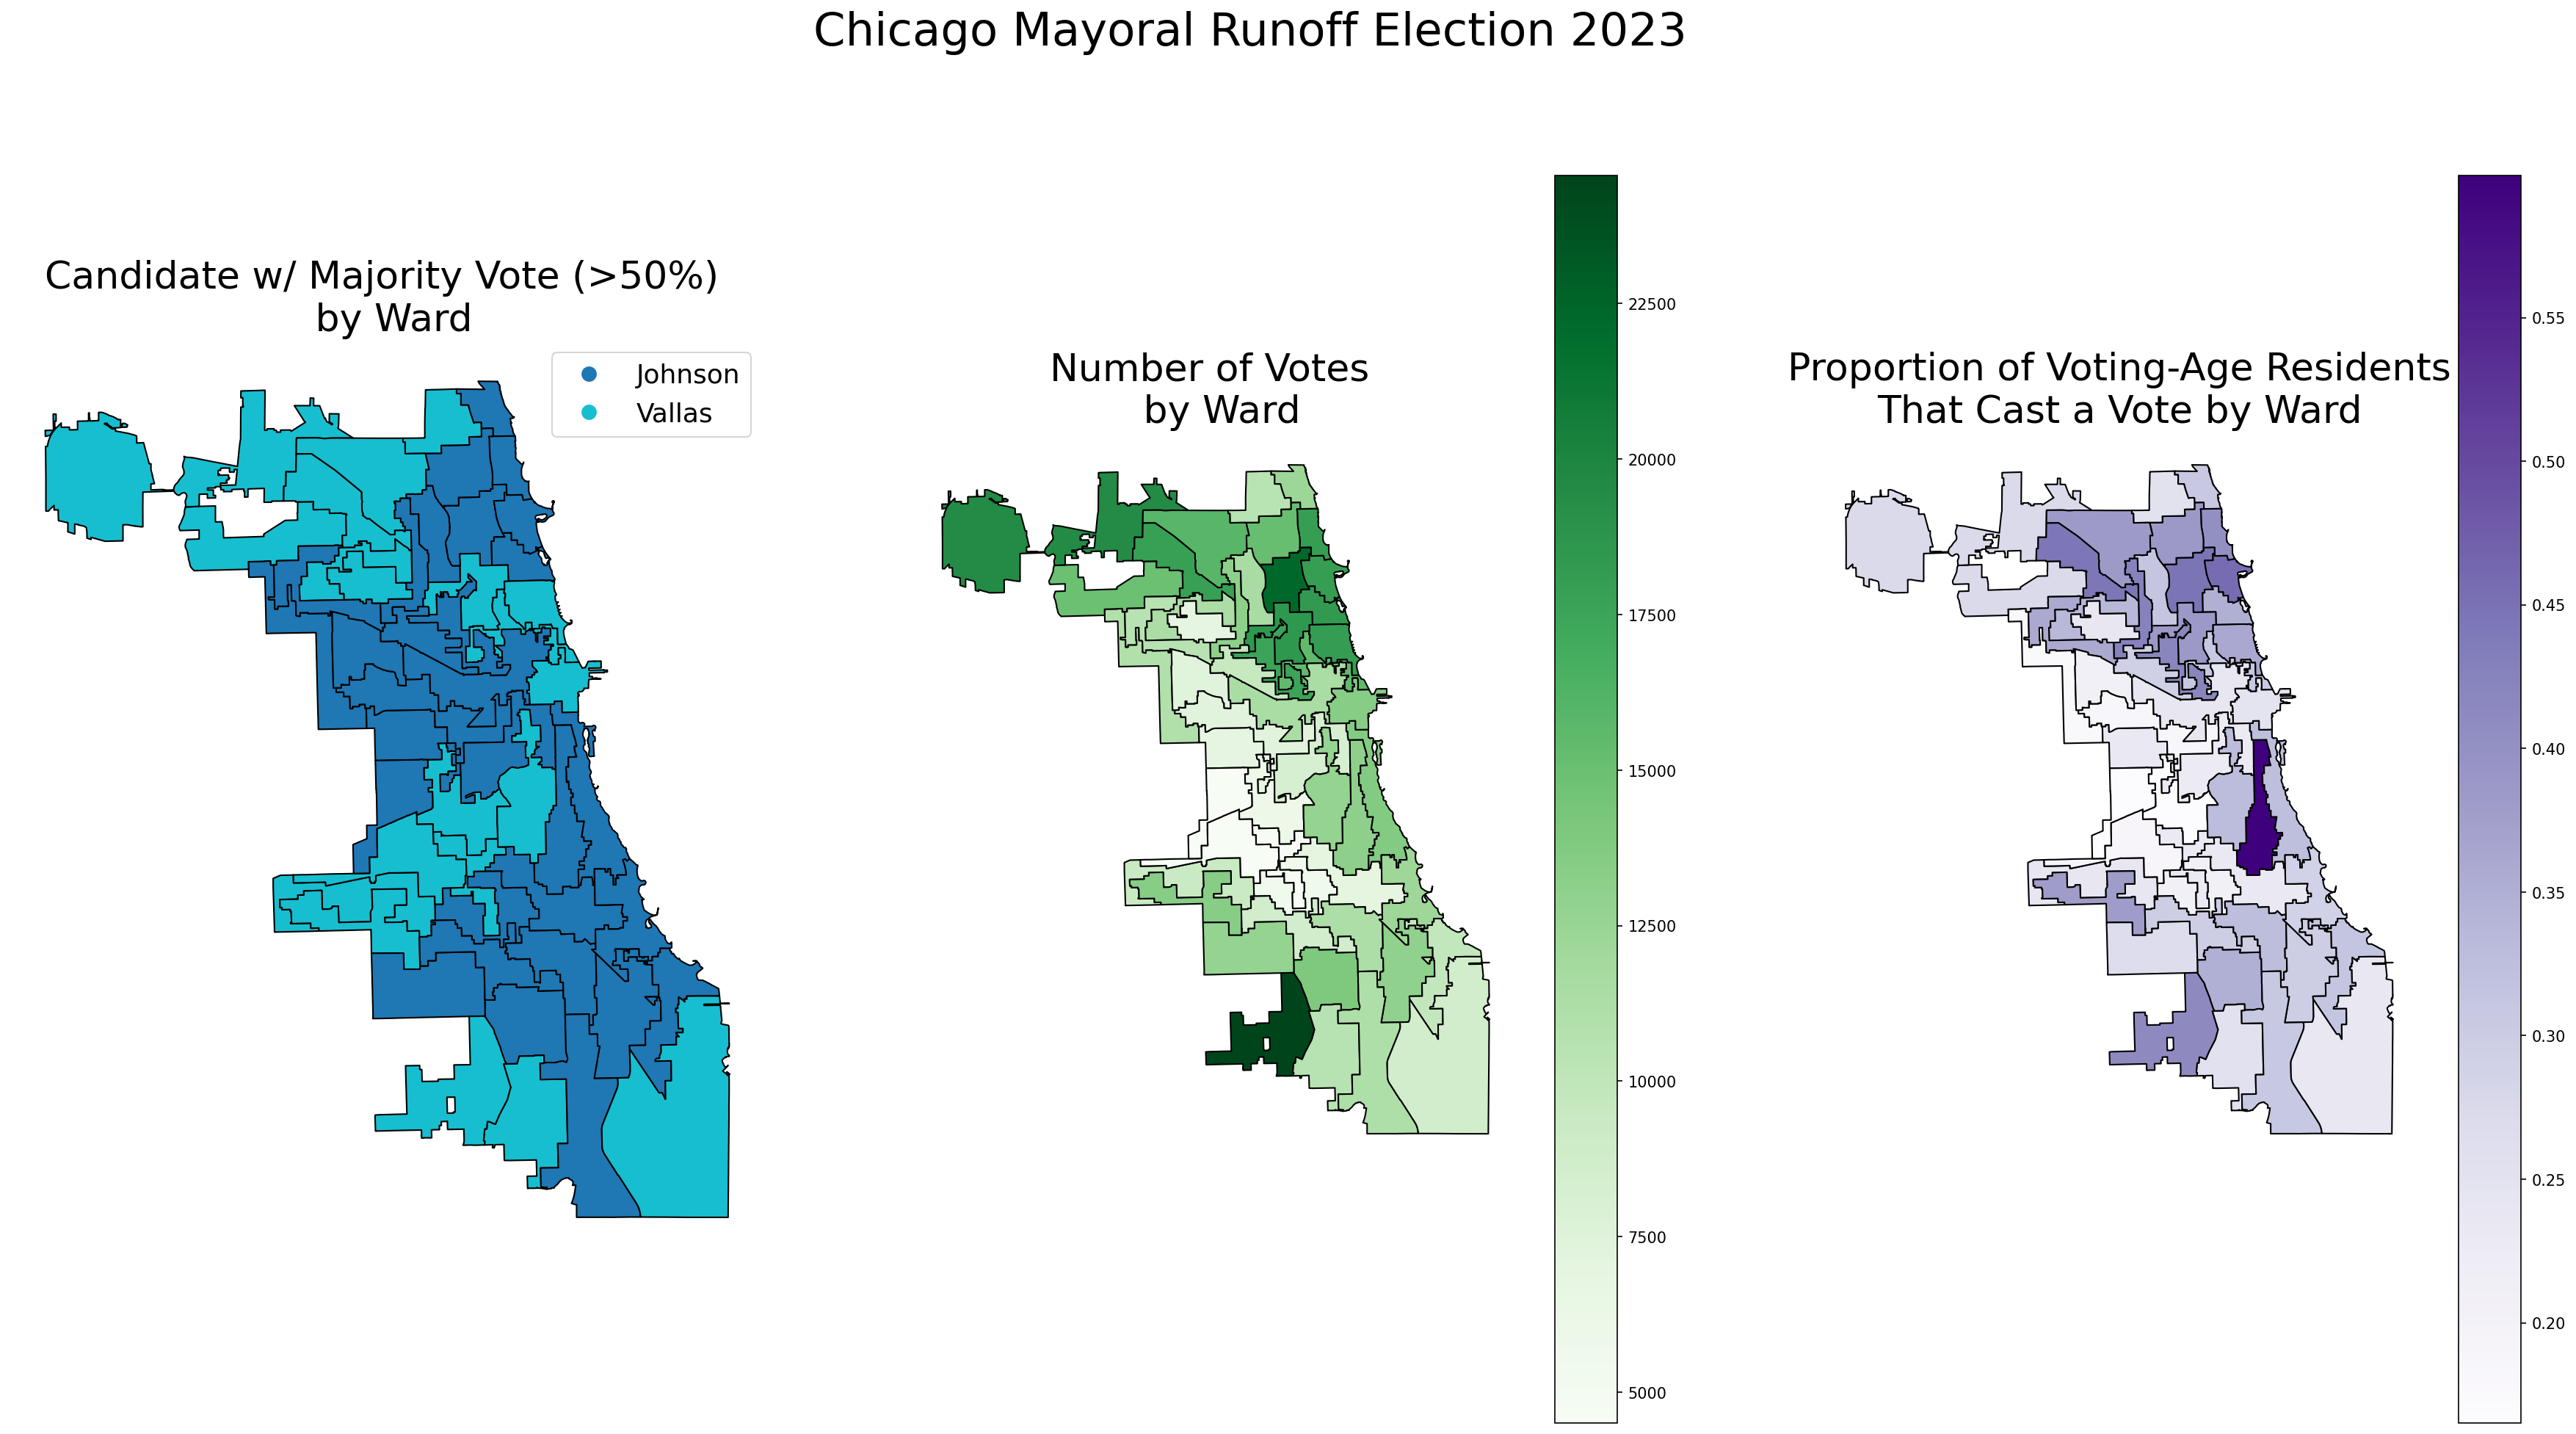 Chicago Mayoral Runoff Election 2023
Candidate w/ Majority Vote (>50%)
by Ward
Johnson
Vallas
Number of Votes
by Ward
22500
20000
17500
15000
12500
10000
7500
5000
Proportion of Voting-Age Residents
That Cast a Vote by Ward
0.55
0.50
0.45
0.40
0.35
0.30
0.25
0.20